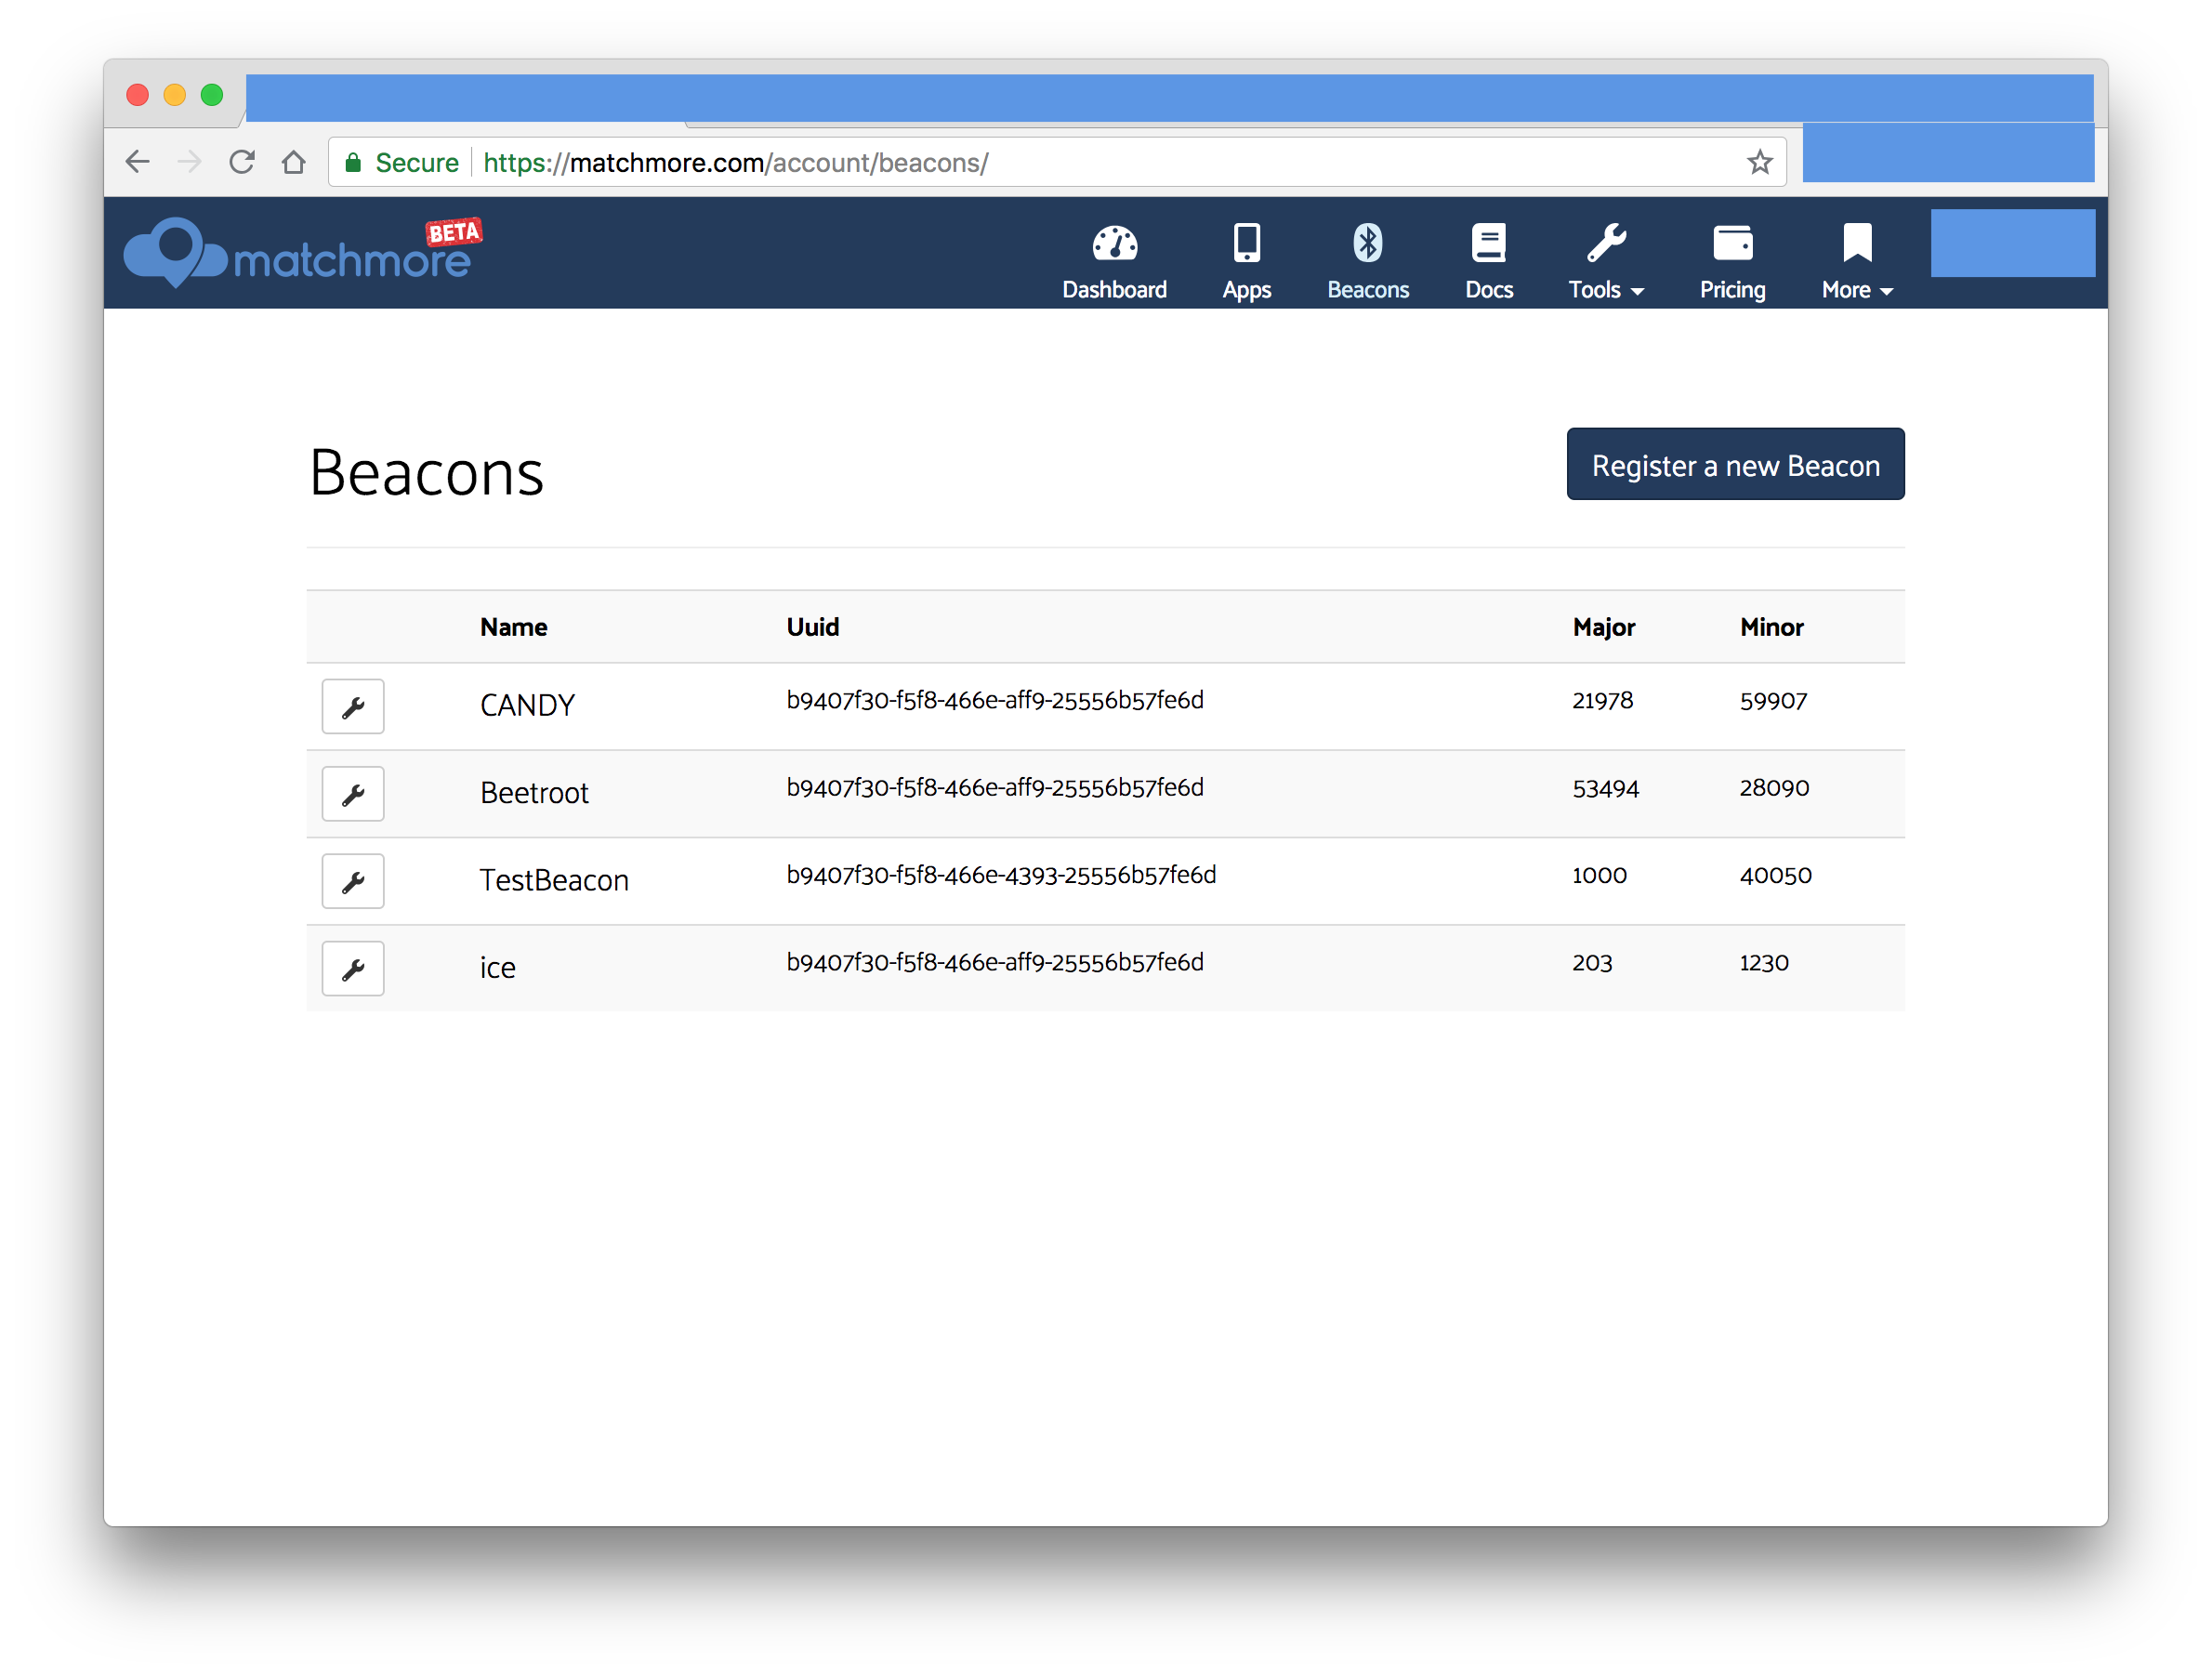 Secure https://matchmore.com/account/beacons/
matchmore BETA
Dashboard Apps Beacons Docs Tools Pricing More
Beacons
Register a new Beacon
Name Uuid Major Minor
CANDY b9407f30-f5f8-466e-aff9-25556b57fe6d 21978 59907
Beetroot b9407f30-f5f8-466e-aff9-25556b57fe6d 53494 28090
TestBeacon b9407f30-f5f8-466e-4393-25556b57fe6d 1000 40050
ice b9407f30-f5f8-466e-aff9-25556b57fe6d 203 1230